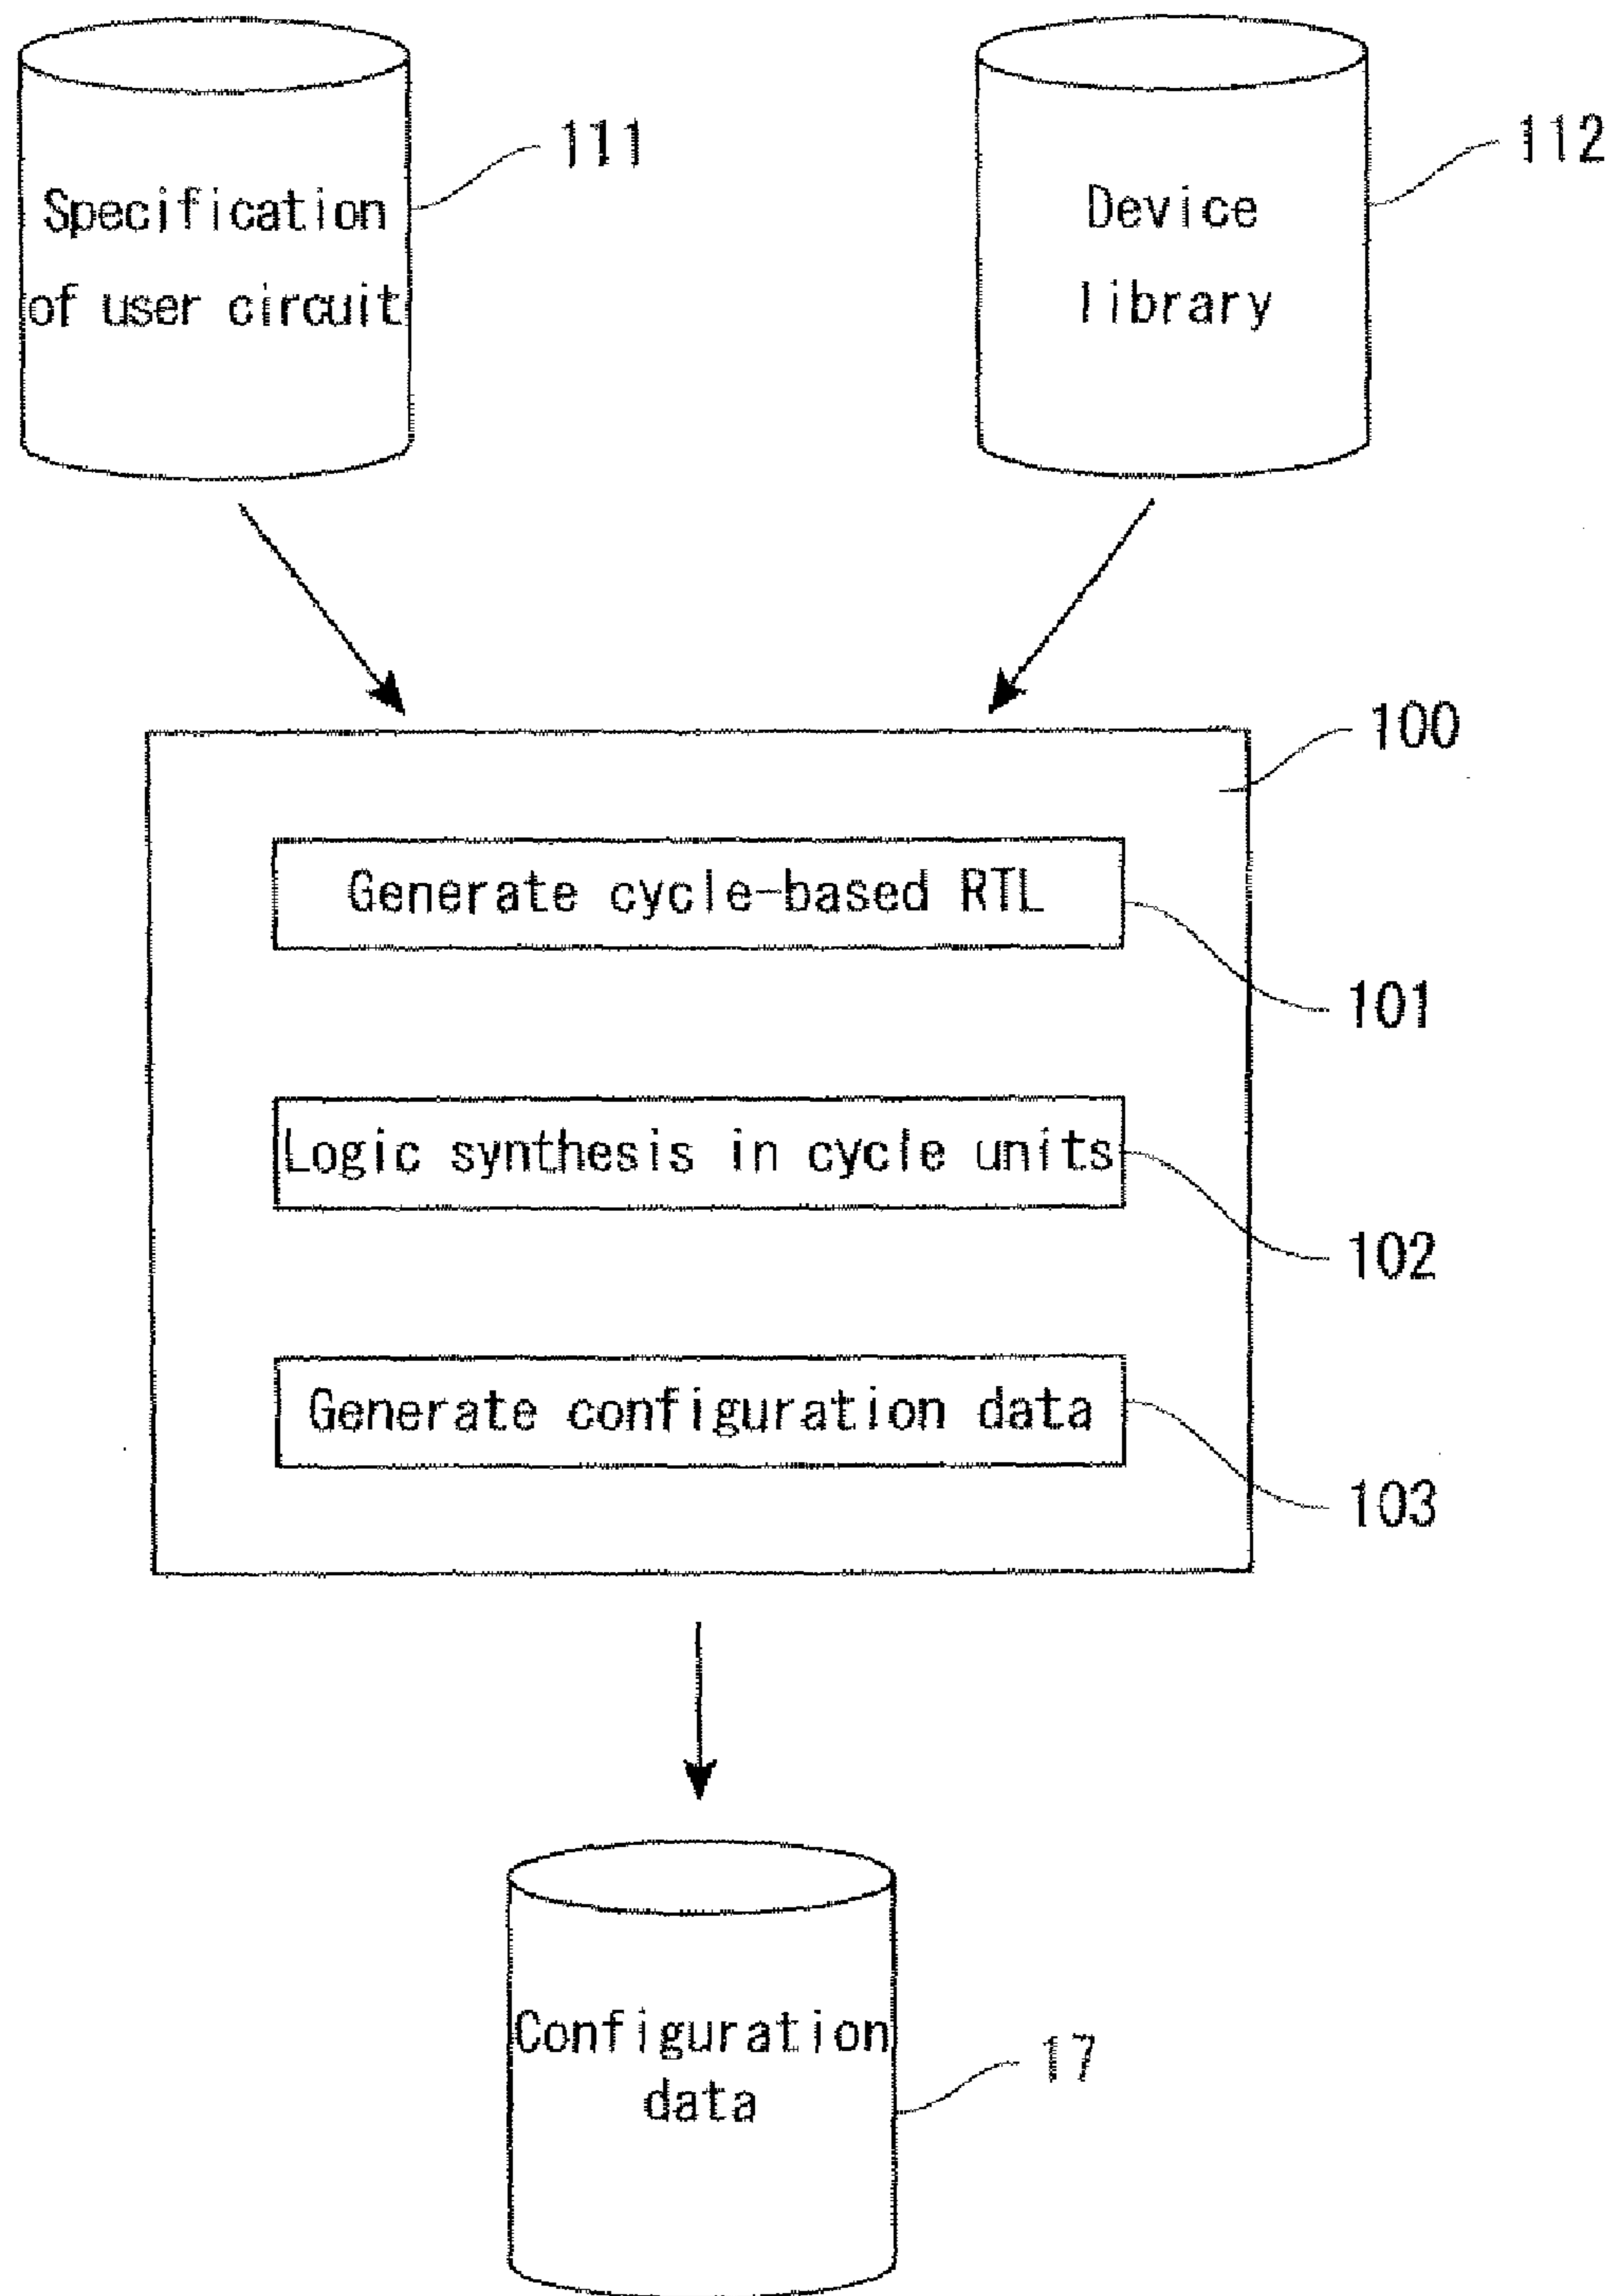 111
Specification
of user circuit
112
Device
library
100
Generate cycle-based RTL
101
Logic synthesis in cycle units
102
Generate configuration data
103
Configuration
data
17